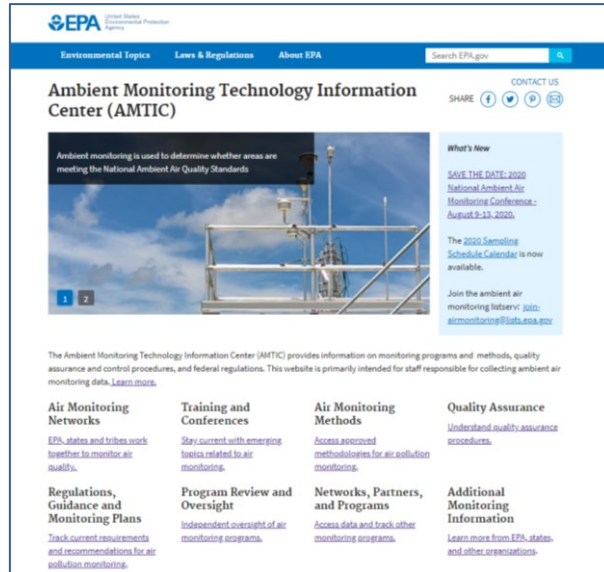 EPA
United States
Environmental Protection
Agency
Environmental Topics
Laws & Regulations
About EPA
Search EPA.gov
CONTACT US
Ambient Monitoring Technology Information
Center (AMTIC)
SHARE
Ambient monitoring is used to determine whether areas are
meeting the National Ambient Air Quality Standards
1 2
What's New
SAVE THE DATE: 2020
National Ambient Air
Monitoring Conference -
August 9-13, 2020.
The 2020 Sampling
Schedule Calendar is now
available.
Join the ambient air
monitoring listserv: join-
airmonitoring@lists.epa.gov
The Ambient Monitoring Technology Information Center (AMTIC) provides information on monitoring programs and methods, quality
assurance and control procedures, and federal regulations. This website is primarily intended for staff responsible for collecting ambient air
monitoring data. Learn more.
Air Monitoring
Networks
EPA, states and tribes work
together to monitor air
quality.
Training and
Conferences
Stay current with emerging
topics related to air
monitoring.
Air Monitoring
Methods
Access approved
methodologies for air pollution
monitoring.
Quality Assurance
Understand quality assurance
procedures.
Regulations,
Guidance and
Monitoring Plans
Track current requirements
and recommendations for air
pollution monitoring.
Program Review and
Oversight
Independent oversight of air
monitoring programs.
Networks, Partners,
and Programs
Access data and track other
monitoring programs.
Additional
Monitoring
Information
Learn more from EPA, states,
and other organizations.